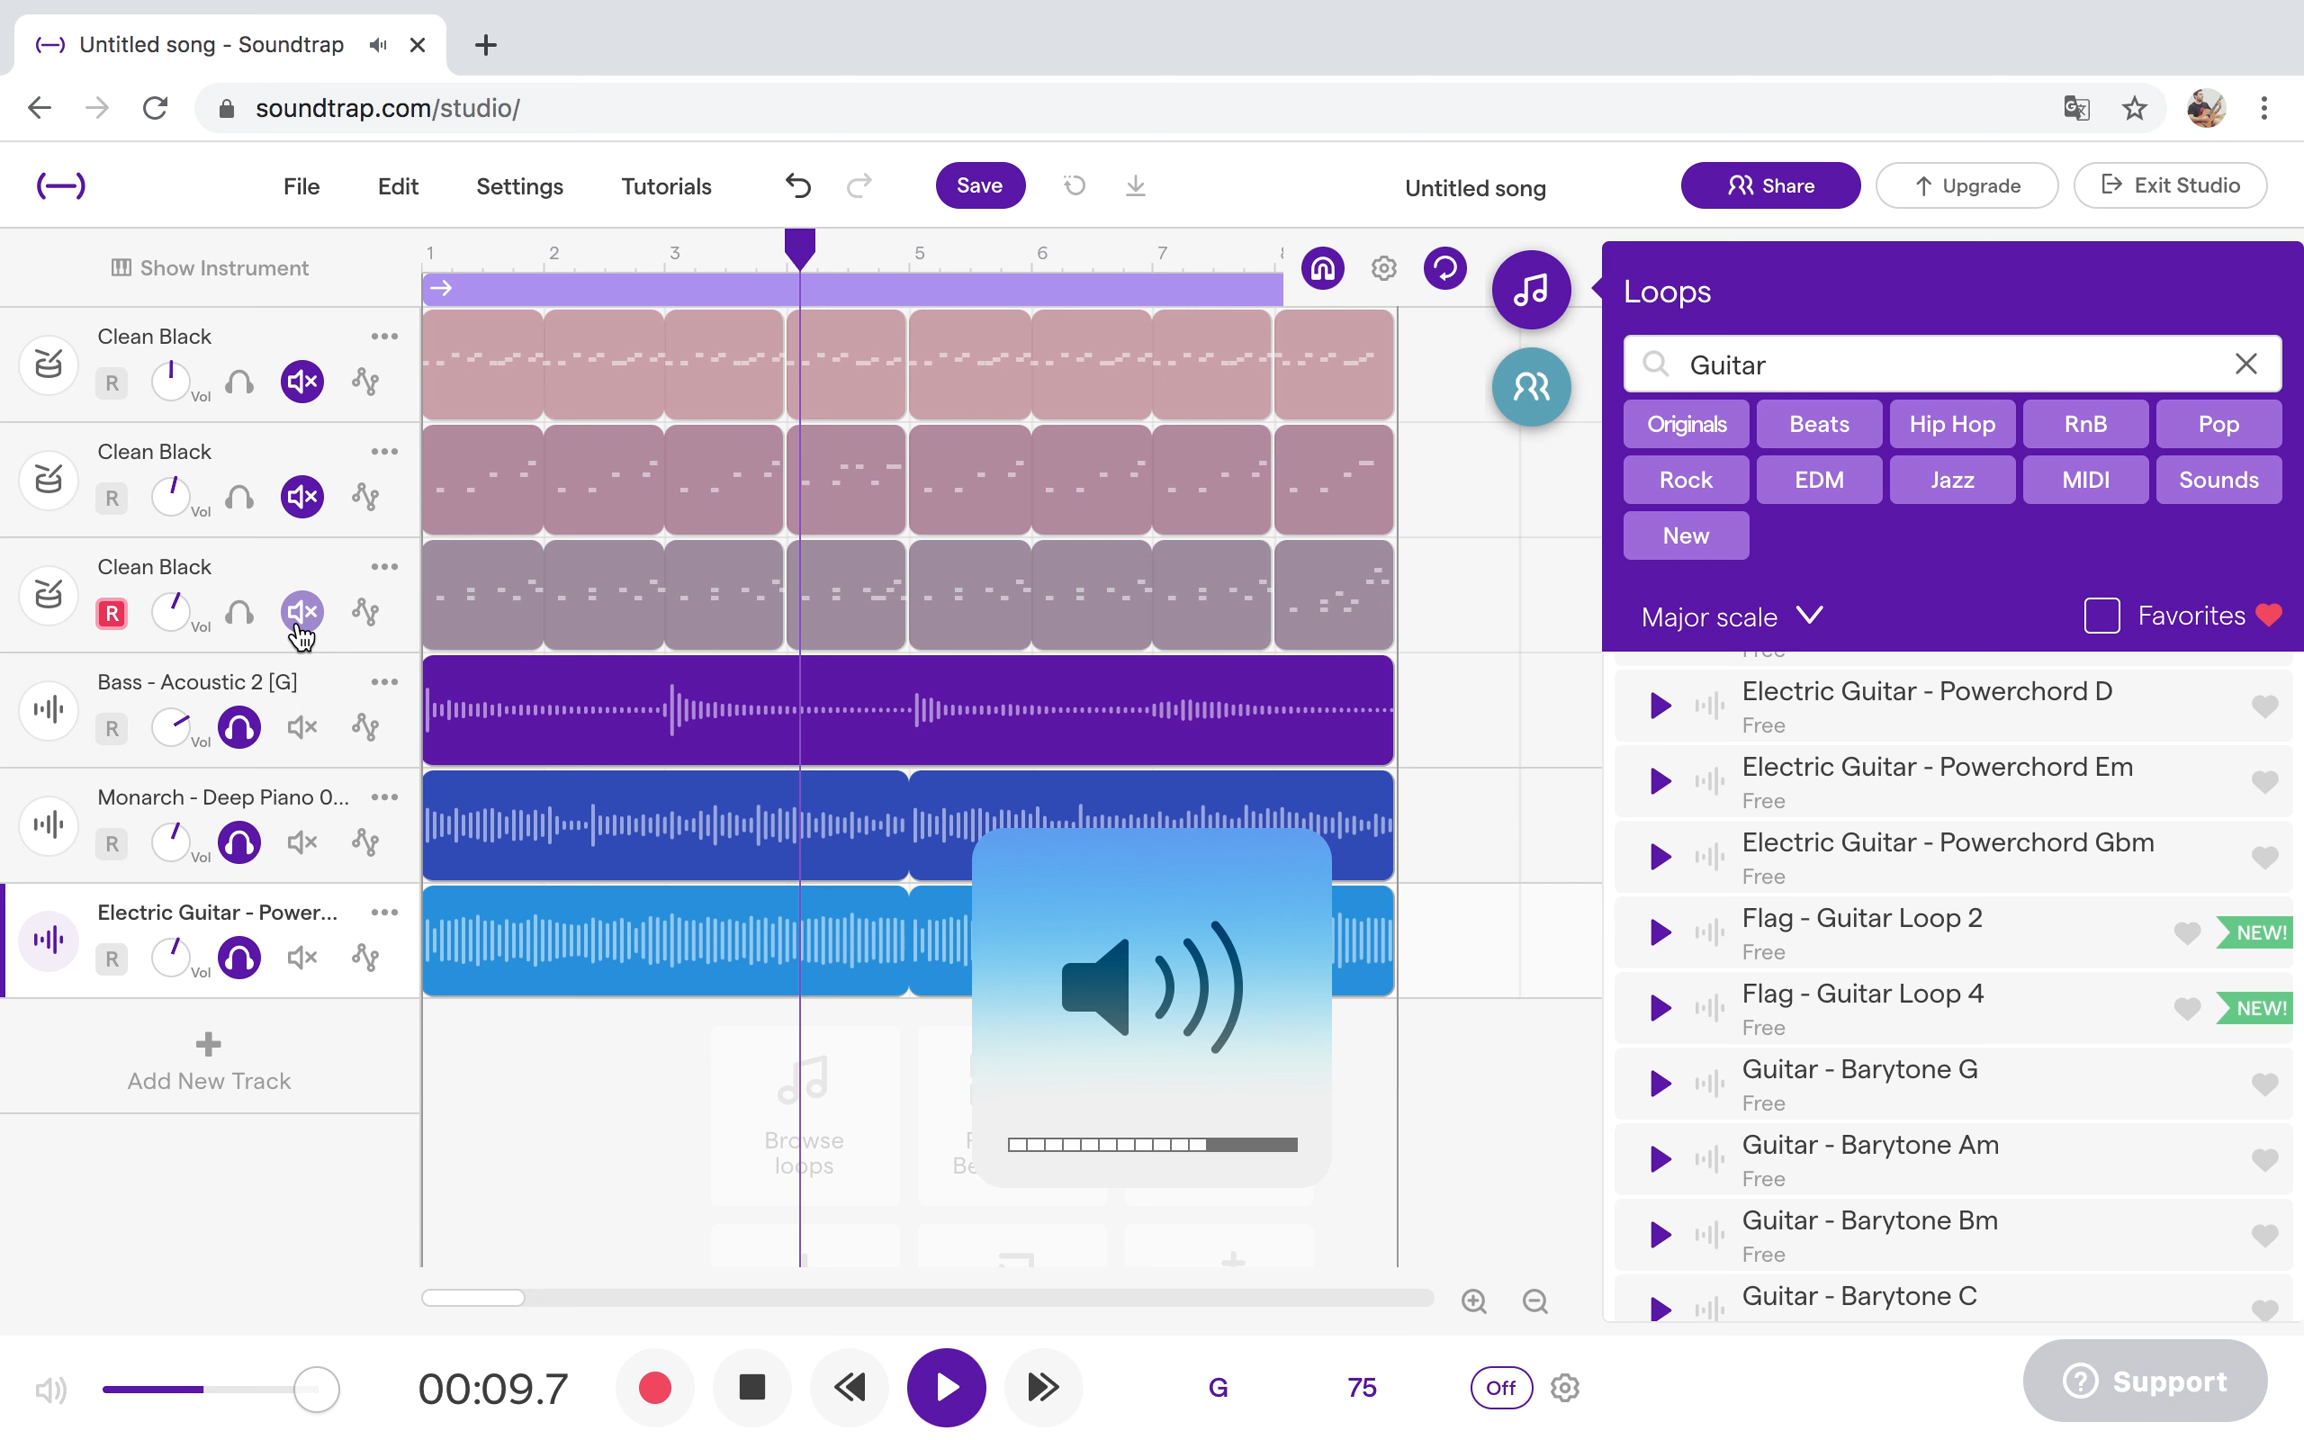 Untitled song - Soundtrap
soundtrap.com/studio/
File Edit Settings Tutorials Save Untitled song Share Upgrade Exit Studio
Show Instrument
1 2 3 5 6 7
Loops
Guitar
Originals Beats Hip Hop RnB Pop
Rock EDM Jazz MIDI Sounds
New
Major scale Favorites
Clean Black
R Vol
Clean Black
R Vol
Clean Black
R Vol
Bass - Acoustic 2 [G]
R Vol
Monarch - Deep Piano 0...
R Vol
Electric Guitar - Power...
R Vol
Add New Track
Browse
loops
Electric Guitar - Powerchord D
Free
Electric Guitar - Powerchord Em
Free
Electric Guitar - Powerchord Gbm
Free
Flag - Guitar Loop 2
Free
NEW!
Flag - Guitar Loop 4
Free
NEW!
Guitar - Barytone G
Free
Guitar - Barytone Am
Free
Guitar - Barytone Bm
Free
Guitar - Barytone C
00:09.7 G 75 Off
Support